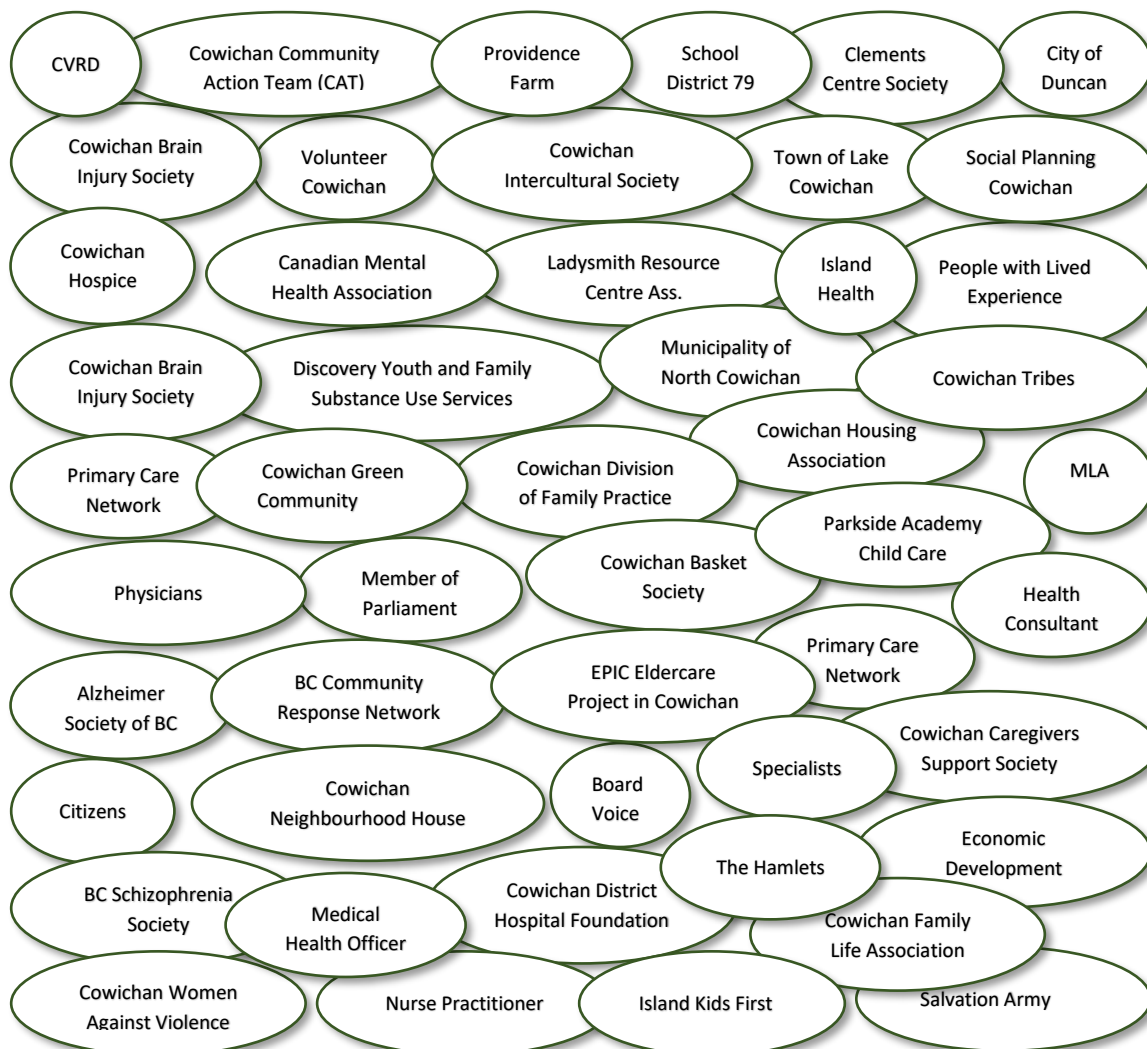 CVRD
Cowichan Community
Action Team (CAT)
Providence
Farm
School
District 79
Clements
Centre Society
City of
Duncan
Cowichan Brain
Injury Society
Volunteer
Cowichan
Cowichan
Intercultural Society
Town of Lake
Cowichan
Social Planning
Cowichan
Cowichan
Hospice
Canadian Mental
Health Association
Ladysmith Resource
Centre Ass.
Island
Health
People with Lived
Experience
Cowichan Brain
Injury Society
Discovery Youth and Family
Substance Use Services
Municipality of
North Cowichan
Cowichan Tribes
Primary Care
Network
Cowichan Green
Community
Cowichan Division
of Family Practice
Cowichan Housing
Association
MLA
Physicians
Member of
Parliament
Cowichan Basket
Society
Parkside Academy
Child Care
Health
Consultant
Alzheimer
Society of BC
BC Community
Response Network
EPIC Eldercare
Project in Cowichan
Primary Care
Network
Cowichan Caregivers
Support Society
Citizens
Cowichan
Neighbourhood House
Board
Voice
Specialists
Economic
Development
BC Schizophrenia
Society
Medical
Health Officer
Cowichan District
Hospital Foundation
The Hamlets
Cowichan Family
Life Association
Cowichan Women
Against Violence
Nurse Practitioner
Island Kids First
Salvation Army